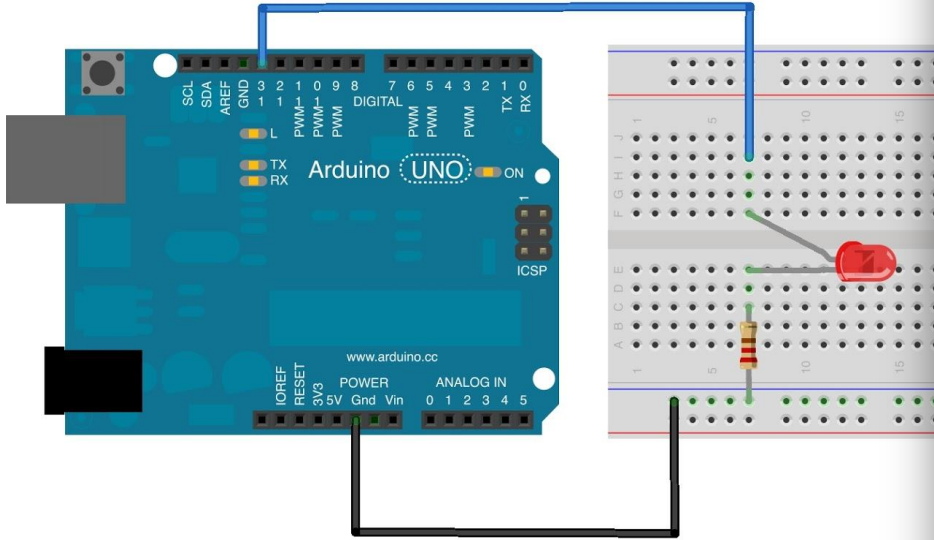 SCL
SDA
AREF
GND
13
12
PWM 11
PWM 10
PWM 9
8
DIGITAL
7
PWM 6
PWM 5
4
PWM 3
2
TX 1
RX 0
L
TX
RX
Arduino UNO
ON
1
ICSP
www.arduino.cc
POWER
IOREF
RESET
3V3
5V Gnd Vin
ANALOG IN
0 1 2 3 4 5
1 5 10 15
J
I
H
G
F
E
D
C
B
A
1 5 10 15